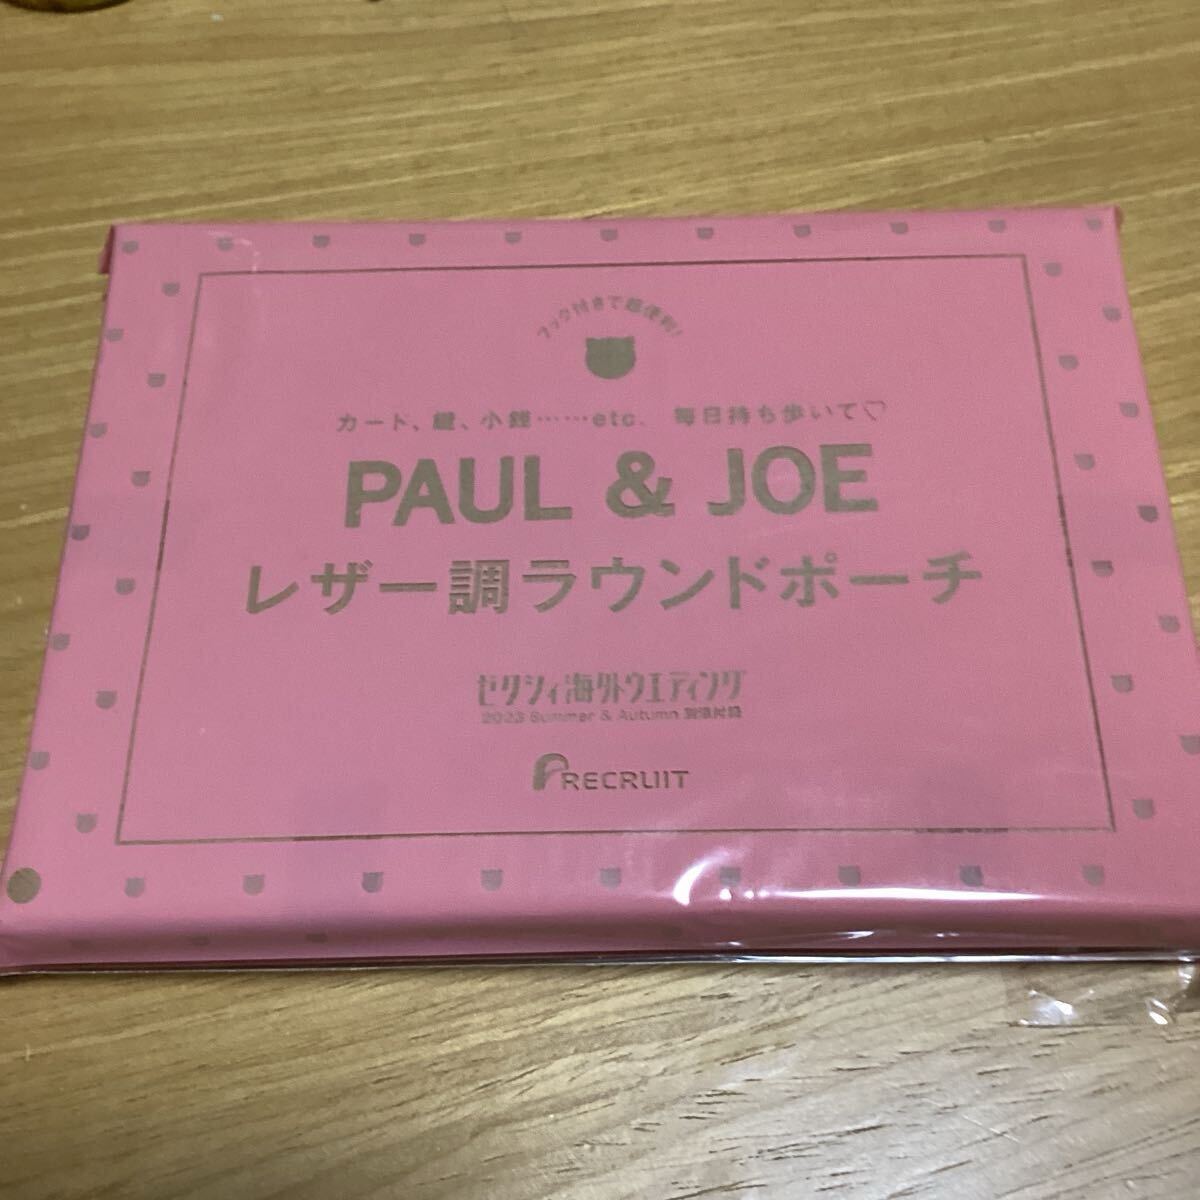 フック付きで超便利!
カード、鍵、小銭……etc. 毎日持ち歩いて♡
PAUL & JOE
レザー調ラウンドポーチ
ゼクシィ海外ウエディング
2023 Summer & Autumn 別冊付録
RECRUIT